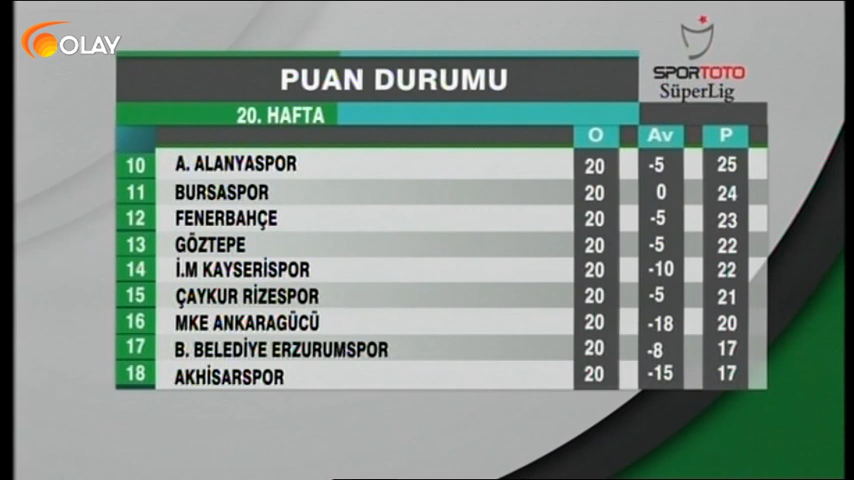 OLAY
PUAN DURUMU
SPORTOTO
SüperLig
20. HAFTA
O Av P
10 A. ALANYASPOR 20 -5 25
11 BURSASPOR 20 0 24
12 FENERBAHÇE 20 -5 23
13 GÖZTEPE 20 -5 22
14 İ.M KAYSERİSPOR 20 -10 22
15 ÇAYKUR RİZESPOR 20 -5 21
16 MKE ANKARAGÜCÜ 20 -18 20
17 B. BELEDİYE ERZURUMSPOR 20 -8 17
18 AKHİSARSPOR 20 -15 17